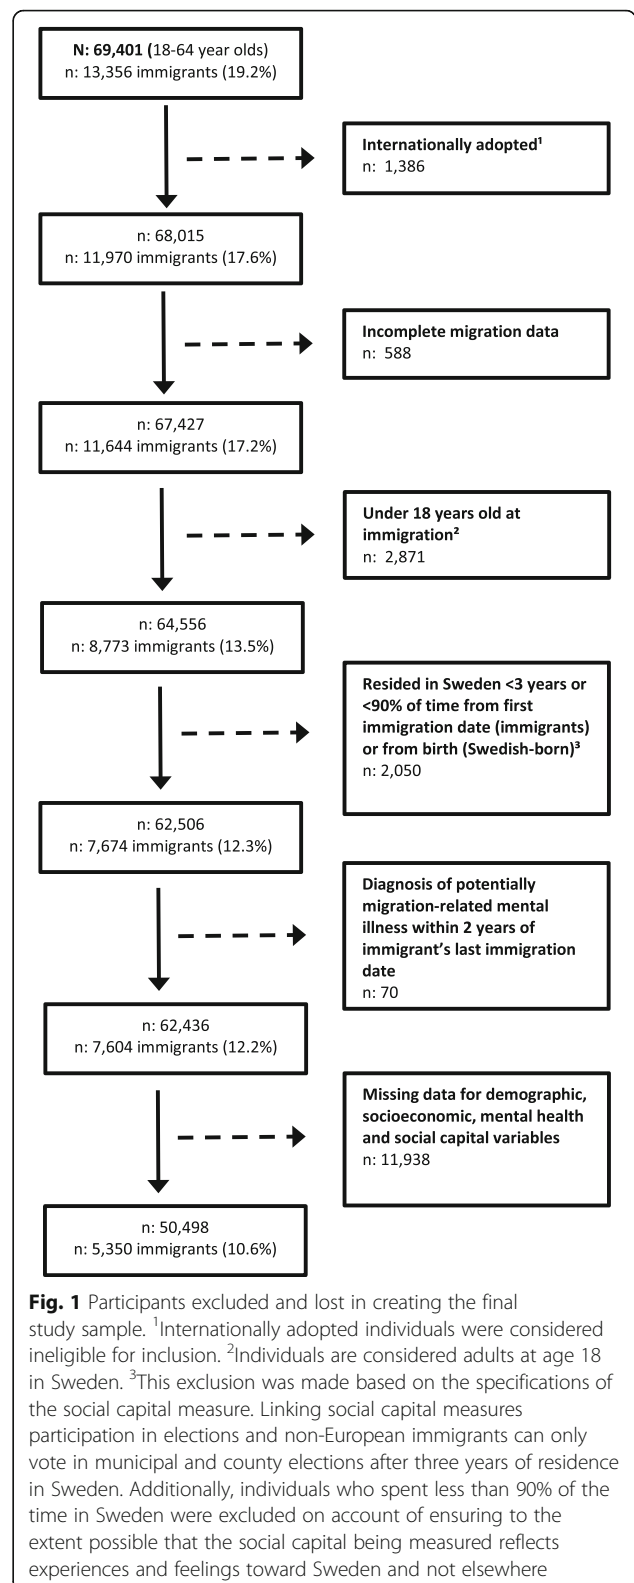 N: 69,401 (18-64 year olds)
n: 13,356 immigrants (19.2%)
Internationally adopted¹
n: 1,386
n: 68,015
n: 11,970 immigrants (17.6%)
Incomplete migration data
n: 588
n: 67,427
n: 11,644 immigrants (17.2%)
Under 18 years old at
immigration²
n: 2,871
n: 64,556
n: 8,773 immigrants (13.5%)
Resided in Sweden <3 years or
<90% of time from first
immigration date (immigrants)
or from birth (Swedish-born)³
n: 2,050
n: 62,506
n: 7,674 immigrants (12.3%)
Diagnosis of potentially
migration-related mental
illness within 2 years of
immigrant's last immigration
date
n: 70
n: 62,436
n: 7,604 immigrants (12.2%)
Missing data for demographic,
socioeconomic, mental health
and social capital variables
n: 11,938
n: 50,498
n: 5,350 immigrants (10.6%)
Fig. 1 Participants excluded and lost in creating the final
study sample. ¹Internationally adopted individuals were considered
ineligible for inclusion. ²Individuals are considered adults at age 18
in Sweden. ³This exclusion was made based on the specifications of
the social capital measure. Linking social capital measures
participation in elections and non-European immigrants can only
vote in municipal and county elections after three years of residence
in Sweden. Additionally, individuals who spent less than 90% of the
time in Sweden were excluded on account of ensuring to the
extent possible that the social capital being measured reflects
experiences and feelings toward Sweden and not elsewhere